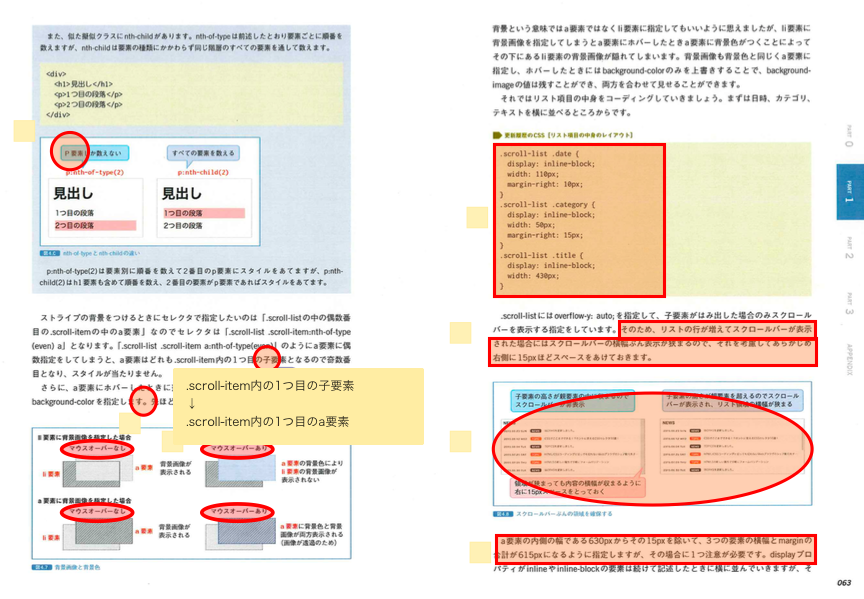 また、似た擬似クラスにnth-childがあります。nth-of-typeは前述したとおり要素ごとに順番を
数えますが、nth-childは要素の種類にかかわらず同じ階層のすべての要素を通して数えます。
<div>
<h1>見出し</h1>
<p>1つ目の段落</p>
<p>2つ目の段落</p>
</div>
P要素しか数えない
すべての要素を数える
p:nth-of-type(2)
p:nth-child(2)
見出し
見出し
1つ目の段落
1つ目の段落
2つ目の段落
2つ目の段落
nth-of-typeとnth-childの違い
p:nth-of-type(2)は要素別に順番を数えて2番目のp要素にスタイルをあてますが、p:nth-
child(2)はh1要素も含めて順番を数え、2番目の要素がp要素であればスタイルをあてます。
ストライプの背景をつけるときにセレクタで指定したいのは「.scroll-listの中の偶数番
目の.scroll-itemの中のa要素」なのでセレクタは「.scroll-list .scroll-item:nth-of-type
(even) a」となります。「.scroll-list .scroll-item a:nth-of-type(even)」のようにa要素に偶
数指定をしてしまうと、a要素はどれも.scroll-item内の1つ目の子要素となるので奇数番
目となり、スタイルが当たりません。
さらに、a要素にホバーしたときに
background-colorを指定します。先ほど
.scroll-item内の1つ目の子要素
↓
.scroll-item内の1つ目のa要素
li要素に背景画像を指定した場合
マウスオーバーなし
マウスオーバーあり
li要素
a要素
背景画像が
表示される
a要素の背景色により
li要素の背景画像が
表示されない
a要素に背景画像を指定した場合
マウスオーバーなし
マウスオーバーあり
li要素
a要素
背景画像が
表示される
a要素に背景色と背景
画像が両方表示される
(画像が透過のため)
図4.7 背景画像と背景色
背景という意味ではa要素ではなくli要素に指定してもいいように思えましたが、li要素に
背景画像を指定してしまうとa要素にホバーしたときa要素に背景色がつくことによって
その下にあるli要素の背景画像が隠れてしまいます。背景画像も背景色と同じくa要素に
指定し、ホバーしたときにはbackground-colorのみを上書きすることで、background-
imageの値は残すことができ、両方を合わせて見せることができます。
それではリスト項目の中身をコーディングしていきましょう。まずは日時、カテゴリ、
テキストを横に並べるところからです。
更新履歴のCSS【リスト項目の中身のレイアウト】
.scroll-list .date {
display: inline-block;
width: 110px;
margin-right: 10px;
}
.scroll-list .category {
display: inline-block;
width: 50px;
margin-right: 15px;
}
.scroll-list .title {
display: inline-block;
width: 430px;
}
.scroll-listにはoverflow-y: auto;を指定して、子要素がはみ出した場合のみスクロール
バーを表示する指定をしています。そのため、リストの行が増えてスクロールバーが表示
された場合にはスクロールバーの横幅ぶん表示が狭まるので、それを考慮してあらかじめ
右側に15pxほどスペースをあけておきます。
子要素の高さが親要素の中に収まるので
スクロールバーが非表示
子要素の高さが親要素を超えるのでスクロール
バーが表示され、リスト領域の横幅が狭まる
NEWS
NEWS
領域が狭まっても内容の横幅が収まるように
右に15pxスペースをとっておく
図4.8 スクロールバーぶんの領域を確保する
a要素の内側の幅である630pxからその15pxを除いて、3つの要素の横幅とmarginの
合計が615pxになるように指定しますが、その場合に1つ注意が必要です。displayプロ
パティがinlineやinline-blockの要素は続けて記述したときに横に並んでいきますが、そ
PART 0
PART 1
PART 2
PART 3
APPENDIX
063